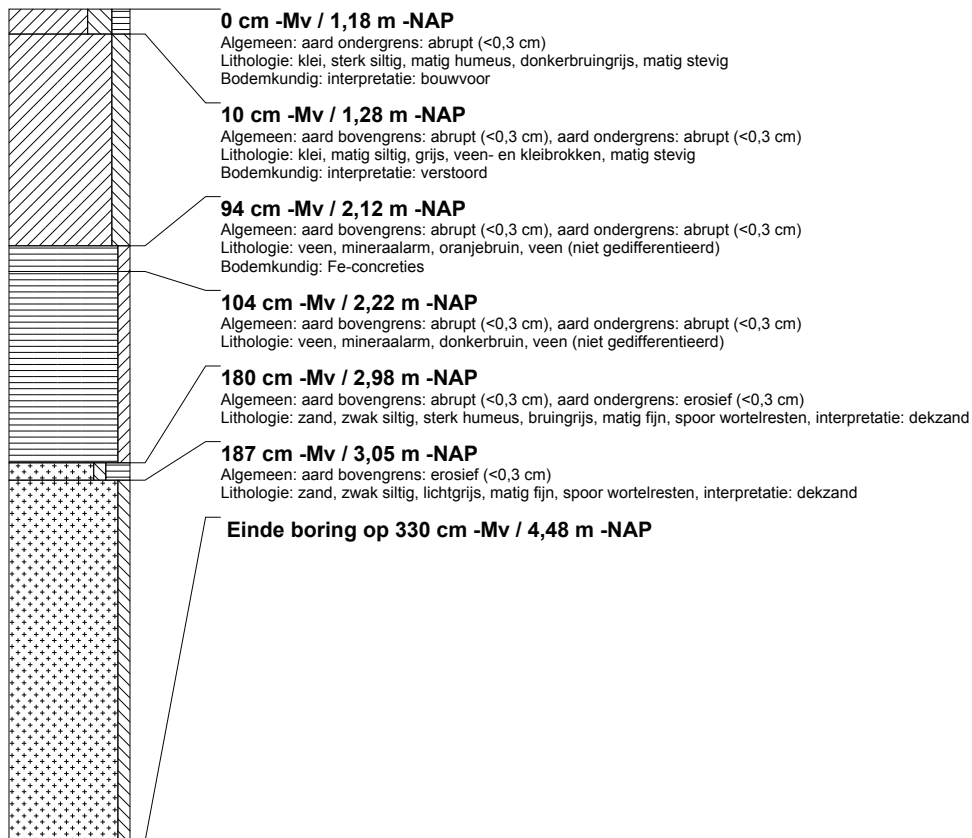 0 cm -Mv / 1,18 m -NAP
Algemeen: aard ondergrens: abrupt (<0,3 cm)
Lithologie: klei, sterk siltig, matig humeus, donkerbruingrijs, matig stevig
Bodemkundig: interpretatie: bouwvoor
10 cm -Mv / 1,28 m -NAP
Algemeen: aard bovengrens: abrupt (<0,3 cm), aard ondergrens: abrupt (<0,3 cm)
Lithologie: klei, matig siltig, grijs, veen- en kleibrokken, matig stevig
Bodemkundig: interpretatie: verstoord
94 cm -Mv / 2,12 m -NAP
Algemeen: aard bovengrens: abrupt (<0,3 cm), aard ondergrens: abrupt (<0,3 cm)
Lithologie: veen, mineraalarm, oranjebruin, veen (niet gedifferentieerd)
Bodemkundig: Fe-concreties
104 cm -Mv / 2,22 m -NAP
Algemeen: aard bovengrens: abrupt (<0,3 cm), aard ondergrens: abrupt (<0,3 cm)
Lithologie: veen, mineraalarm, donkerbruin, veen (niet gedifferentieerd)
180 cm -Mv / 2,98 m -NAP
Algemeen: aard bovengrens: abrupt (<0,3 cm), aard ondergrens: erosief (<0,3 cm)
Lithologie: zand, zwak siltig, sterk humeus, bruingrijs, matig fijn, spoor wortelresten, interpretatie: dekzand
187 cm -Mv / 3,05 m -NAP
Algemeen: aard bovengrens: erosief (<0,3 cm)
Lithologie: zand, zwak siltig, lichtgrijs, matig fijn, spoor wortelresten, interpretatie: dekzand
Einde boring op 330 cm -Mv / 4,48 m -NAP